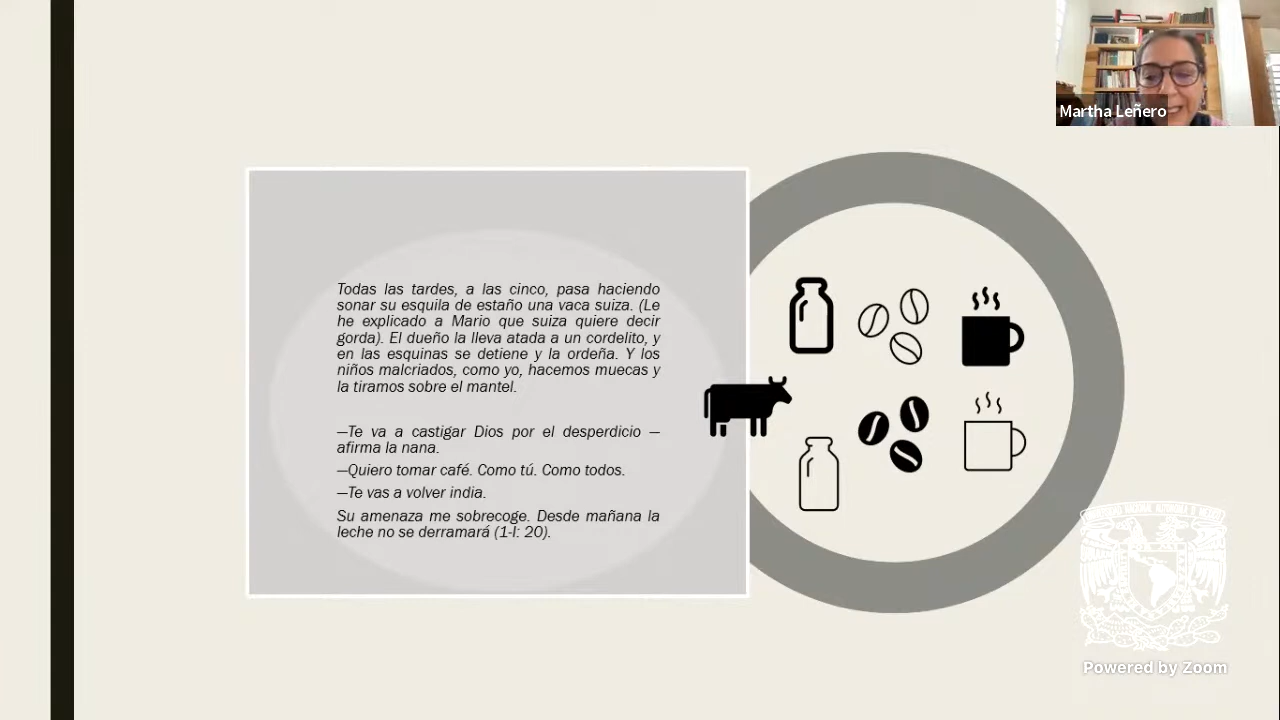 Martha Leñero
Todas las tardes, a las cinco, pasa haciendo
sonar su esquila de estaño una vaca suiza. (Le
he explicado a Mario que suiza quiere decir
gorda). El dueño la lleva atada a un cordelito, y
en las esquinas se detiene y la ordeña. Y los
niños malcriados, como yo, hacemos muecas y
la tiramos sobre el mantel.
—Te va a castigar Dios por el desperdicio —
afirma la nana.
—Quiero tomar café. Como tú. Como todos.
—Te vas a volver india.
Su amenaza me sobrecoge. Desde mañana la
leche no se derramará (1-I: 20).
Powered by Zoom